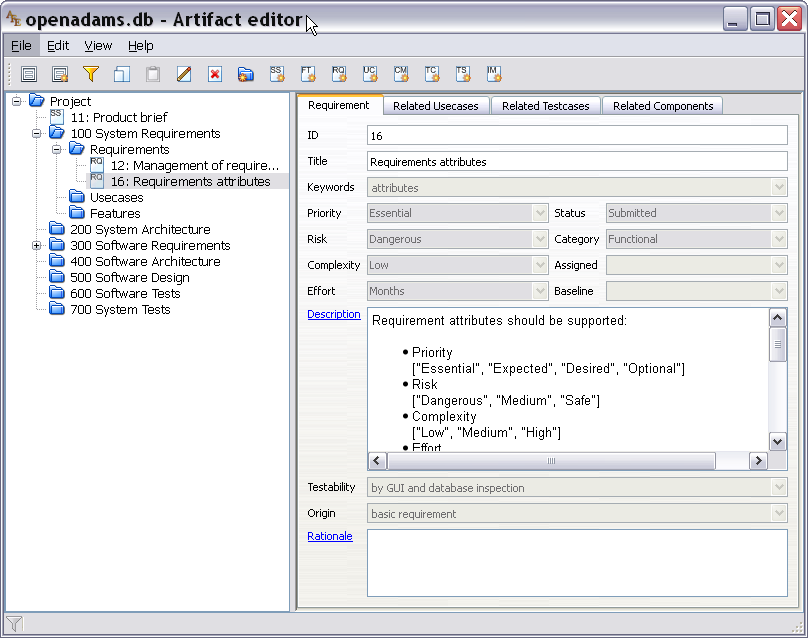 openadams.db - Artifact editor
File Edit View Help
SS FT RQ UC CM TC TS IM
Project
SS 11: Product brief
100 System Requirements
Requirements
RQ 12: Management of require...
RQ 16: Requirements attributes
Usecases
Features
200 System Architecture
300 Software Requirements
400 Software Architecture
500 Software Design
600 Software Tests
700 System Tests
Requirement Related Usecases Related Testcases Related Components
ID 16
Title Requirements attributes
Keywords attributes
Priority Essential Status Submitted
Risk Dangerous Category Functional
Complexity Low Assigned
Effort Months Baseline
Description Requirement attributes should be supported:
• Priority
["Essential", "Expected", "Desired", "Optional"]
• Risk
["Dangerous", "Medium", "Safe"]
• Complexity
["Low", "Medium", "High"]
• Effort
Testability by GUI and database inspection
Origin basic requirement
Rationale